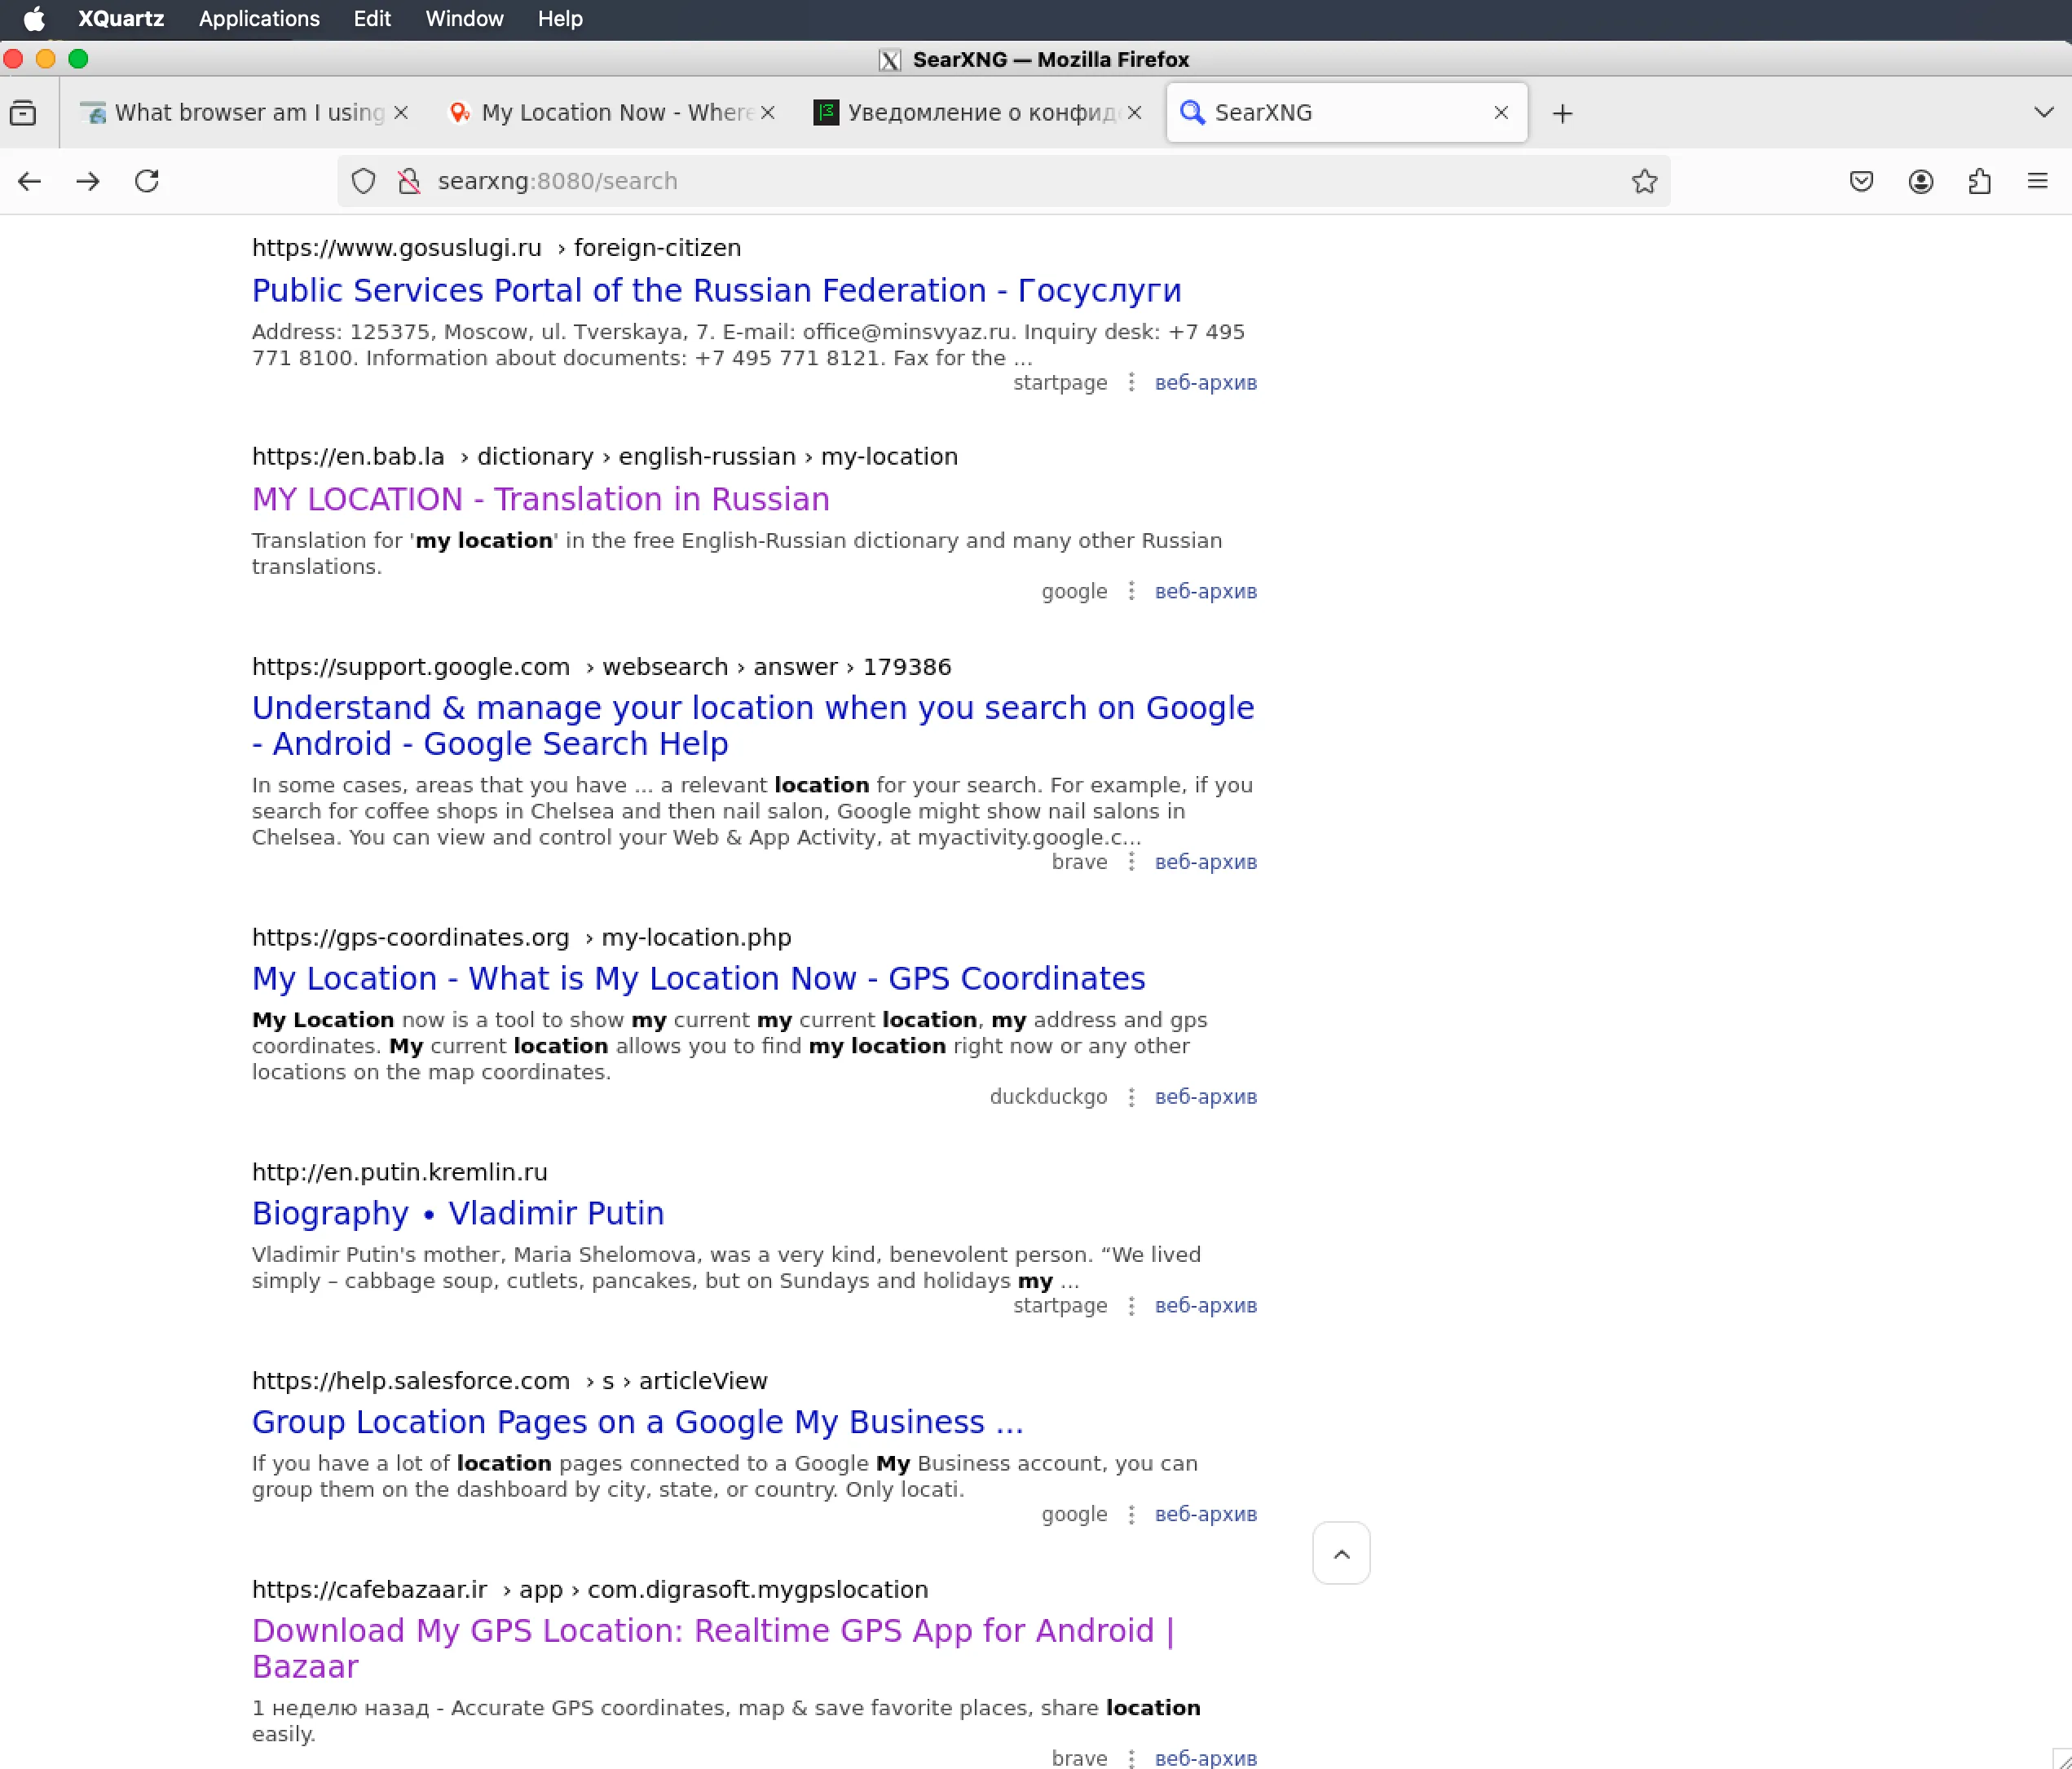 XQuartz Applications Edit Window Help
SearXNG — Mozilla Firefox
What browser am I using
My Location Now - Where
Уведомление о конфид
SearXNG
searxng:8080/search
https://www.gosuslugi.ru › foreign-citizen
Public Services Portal of the Russian Federation - Госуслуги
Address: 125375, Moscow, ul. Tverskaya, 7. E-mail: office@minsvyaz.ru. Inquiry desk: +7 495
771 8100. Information about documents: +7 495 771 8121. Fax for the ...
startpage ⋮ веб-архив
https://en.bab.la › dictionary › english-russian › my-location
MY LOCATION - Translation in Russian
Translation for 'my location' in the free English-Russian dictionary and many other Russian
translations.
google ⋮ веб-архив
https://support.google.com › websearch › answer › 179386
Understand & manage your location when you search on Google
- Android - Google Search Help
In some cases, areas that you have ... a relevant location for your search. For example, if you
search for coffee shops in Chelsea and then nail salon, Google might show nail salons in
Chelsea. You can view and control your Web & App Activity, at myactivity.google.c...
brave ⋮ веб-архив
https://gps-coordinates.org › my-location.php
My Location - What is My Location Now - GPS Coordinates
My Location now is a tool to show my current my current location, my address and gps
coordinates. My current location allows you to find my location right now or any other
locations on the map coordinates.
duckduckgo ⋮ веб-архив
http://en.putin.kremlin.ru
Biography • Vladimir Putin
Vladimir Putin's mother, Maria Shelomova, was a very kind, benevolent person. “We lived
simply – cabbage soup, cutlets, pancakes, but on Sundays and holidays my ...
startpage ⋮ веб-архив
https://help.salesforce.com › s › articleView
Group Location Pages on a Google My Business ...
If you have a lot of location pages connected to a Google My Business account, you can
group them on the dashboard by city, state, or country. Only locati.
google ⋮ веб-архив
https://cafebazaar.ir › app › com.digrasoft.mygpslocation
Download My GPS Location: Realtime GPS App for Android |
Bazaar
1 неделю назад - Accurate GPS coordinates, map & save favorite places, share location
easily.
brave ⋮ веб-архив